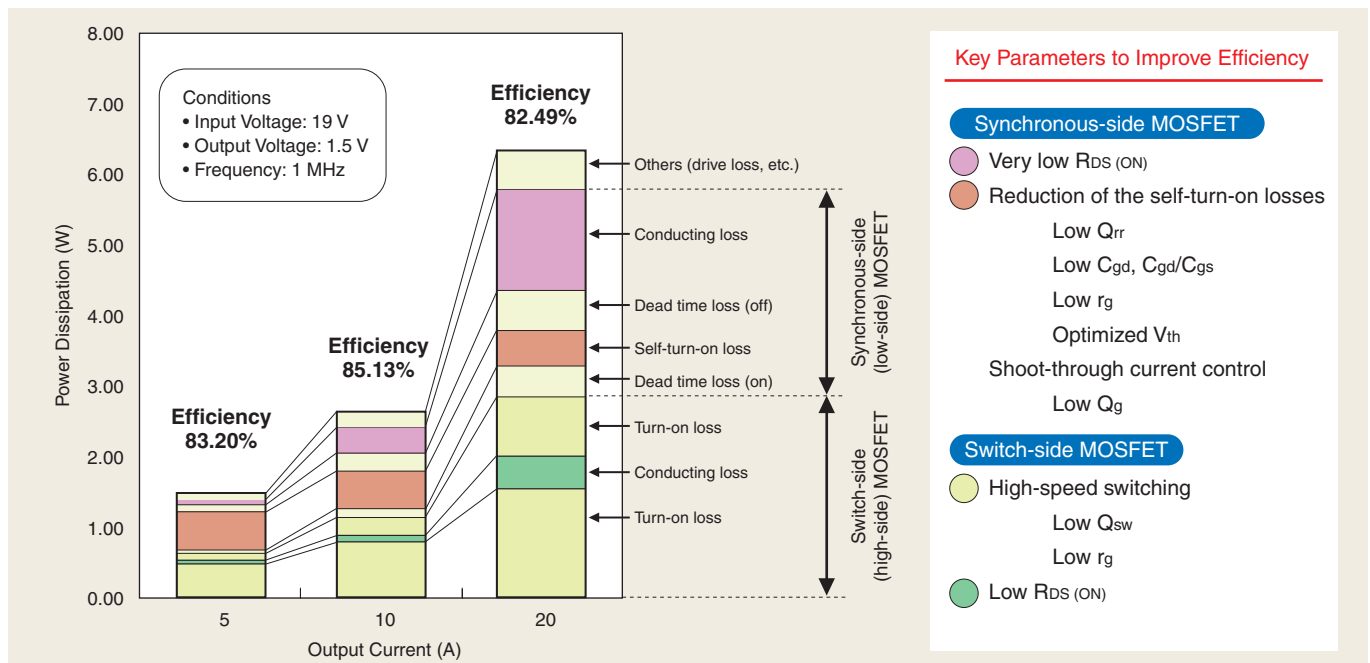 8.00
7.00
6.00
5.00
4.00
3.00
2.00
1.00
0.00
Power Dissipation (W)
Conditions
• Input Voltage: 19 V
• Output Voltage: 1.5 V
• Frequency: 1 MHz
Efficiency
83.20%
Efficiency
85.13%
Efficiency
82.49%
5
10
20
Output Current (A)
Others (drive loss, etc.)
Conducting loss
Dead time loss (off)
Self-turn-on loss
Dead time loss (on)
Turn-on loss
Conducting loss
Turn-on loss
Synchronous-side
(low-side) MOSFET
Switch-side
(high-side) MOSFET
Key Parameters to Improve Efficiency
Synchronous-side MOSFET
Very low RDS (ON)
Reduction of the self-turn-on losses
Low Qrr
Low Cgd, Cgd/Cgs
Low rg
Optimized Vth
Shoot-through current control
Low Qg
Switch-side MOSFET
High-speed switching
Low Qsw
Low rg
Low RDS (ON)